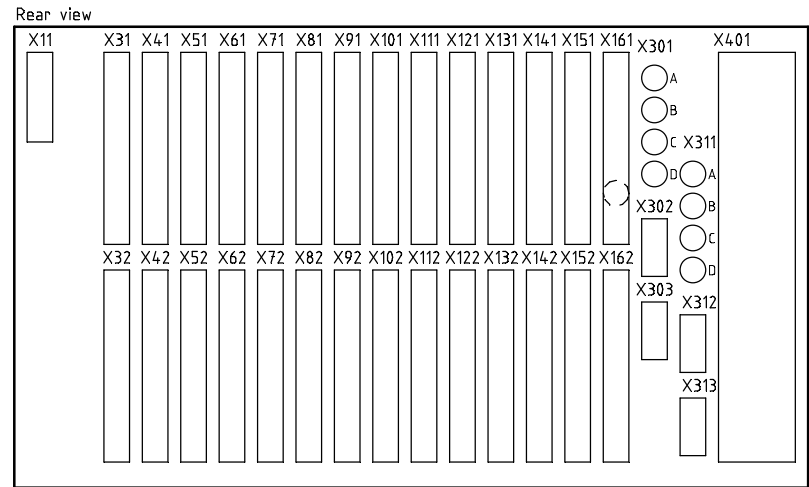 Rear view
X11 X31 X41 X51 X61 X71 X81 X91 X101 X111 X121 X131 X141 X151 X161 X301 X401
A
B
C X311
D A
X302 B
C
X32 X42 X52 X62 X72 X82 X92 X102 X112 X122 X132 X142 X152 X162
D
X303 X312
X313